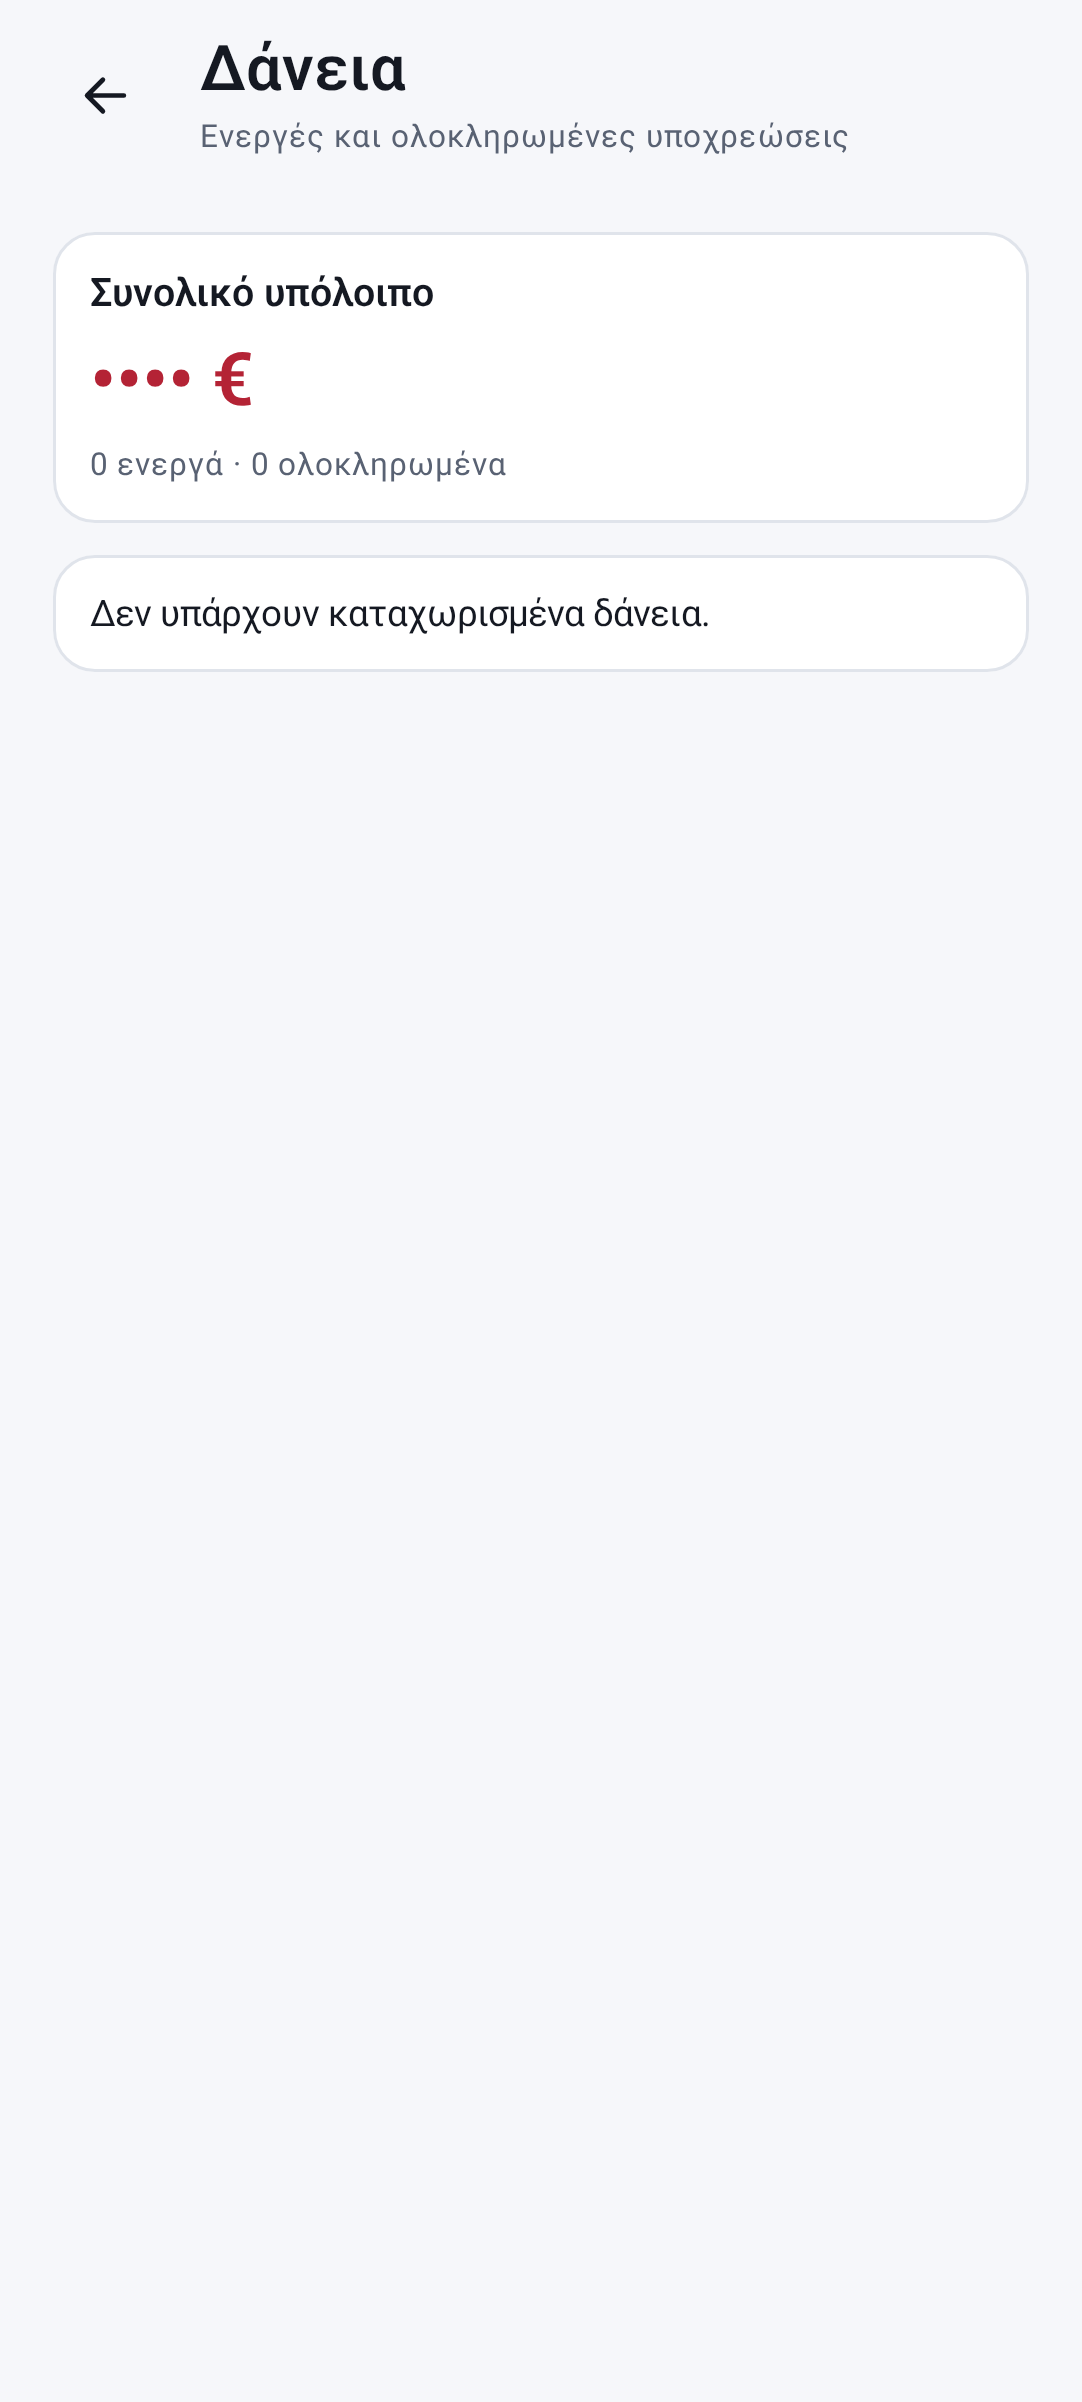 Δάνεια
Ενεργές και ολοκληρωμένες υποχρεώσεις
Συνολικό υπόλοιπο
•••• €
0 ενεργά · 0 ολοκληρωμένα
Δεν υπάρχουν καταχωρισμένα δάνεια.